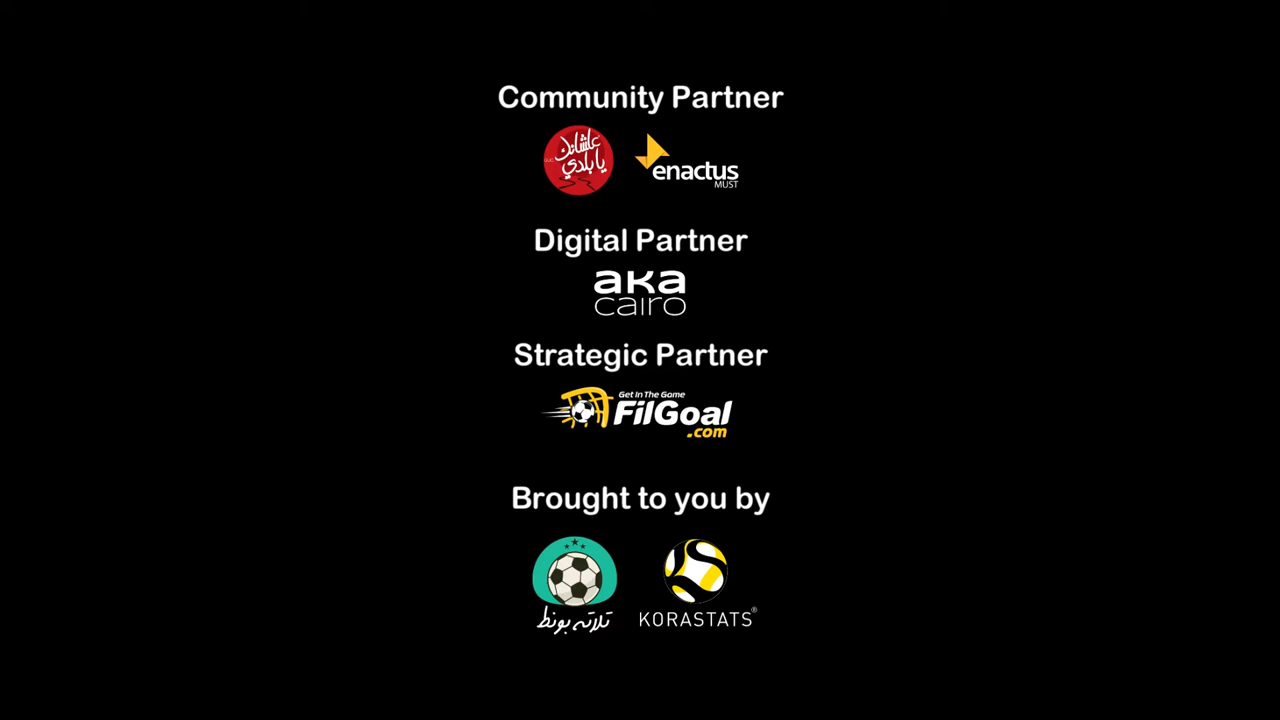 Community Partner
علشانك
يا بلدي
enactus
MUST
Digital Partner
aka
cairo
Strategic Partner
Get In The Game
FilGoal
.com
Brought to you by
تلاته بونط
KORASTATS®